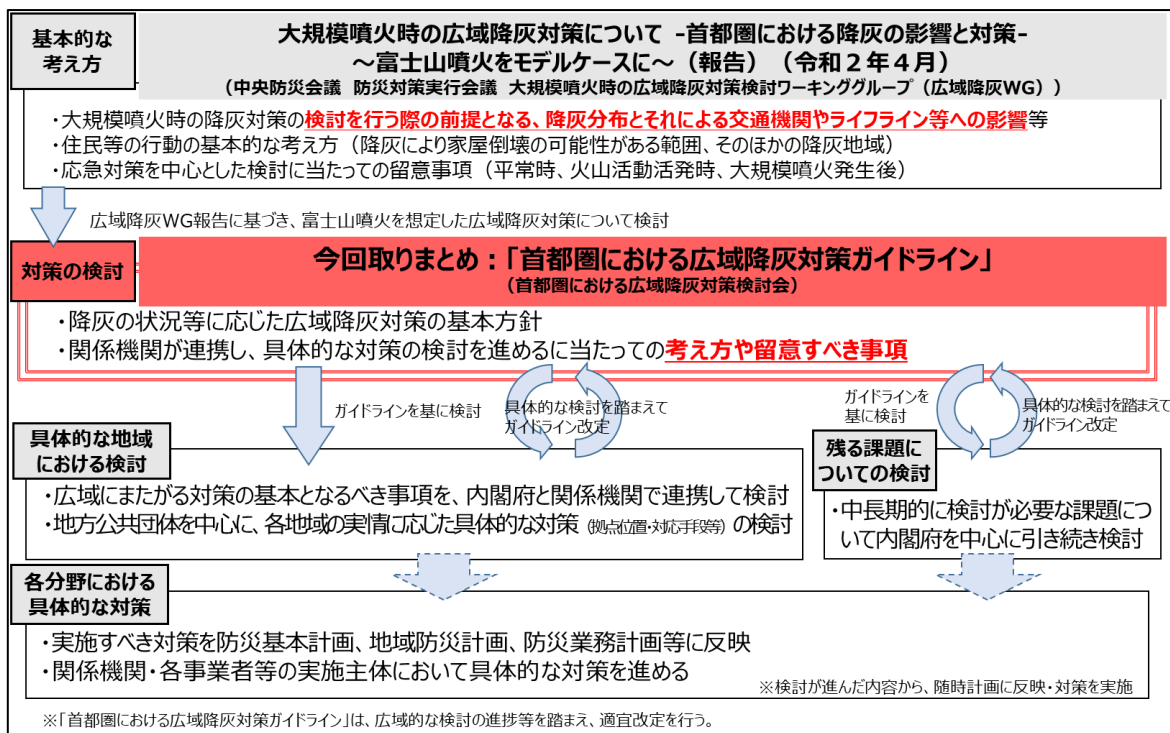 基本的な
考え方
大規模噴火時の広域降灰対策について -首都圏における降灰の影響と対策-
～富士山噴火をモデルケースに～（報告）（令和２年４月）
（中央防災会議 防災対策実行会議 大規模噴火時の広域降灰対策検討ワーキンググループ（広域降灰WG））
・大規模噴火時の降灰対策の検討を行う際の前提となる、降灰分布とそれによる交通機関やライフライン等への影響等
・住民等の行動の基本的な考え方（降灰により家屋倒壊の可能性がある範囲、そのほかの降灰地域）
・応急対策を中心とした検討に当たっての留意事項（平常時、火山活動活発時、大規模噴火発生後）
広域降灰WG報告に基づき、富士山噴火を想定した広域降灰対策について検討
対策の検討
今回取りまとめ：「首都圏における広域降灰対策ガイドライン」
（首都圏における広域降灰対策検討会）
・降灰の状況等に応じた広域降灰対策の基本方針
・関係機関が連携し、具体的な対策の検討を進めるに当たっての考え方や留意すべき事項
ガイドラインを基に検討
具体的な検討を踏まえて
ガイドライン改定
ガイドラインを
基に検討
具体的な検討を踏まえて
ガイドライン改定
具体的な地域
における検討
・広域にまたがる対策の基本となるべき事項を、内閣府と関係機関で連携して検討
・地方公共団体を中心に、各地域の実情に応じた具体的な対策（拠点位置・対応手段等）の検討
残る課題に
ついての検討
・中長期的に検討が必要な課題につ
いて内閣府を中心に引き続き検討
各分野における
具体的な対策
・実施すべき対策を防災基本計画、地域防災計画、防災業務計画等に反映
・関係機関・各事業者等の実施主体において具体的な対策を進める
※検討が進んだ内容から、随時計画に反映・対策を実施
※「首都圏における広域降灰対策ガイドライン」は、広域的な検討の進捗等を踏まえ、適宜改定を行う。